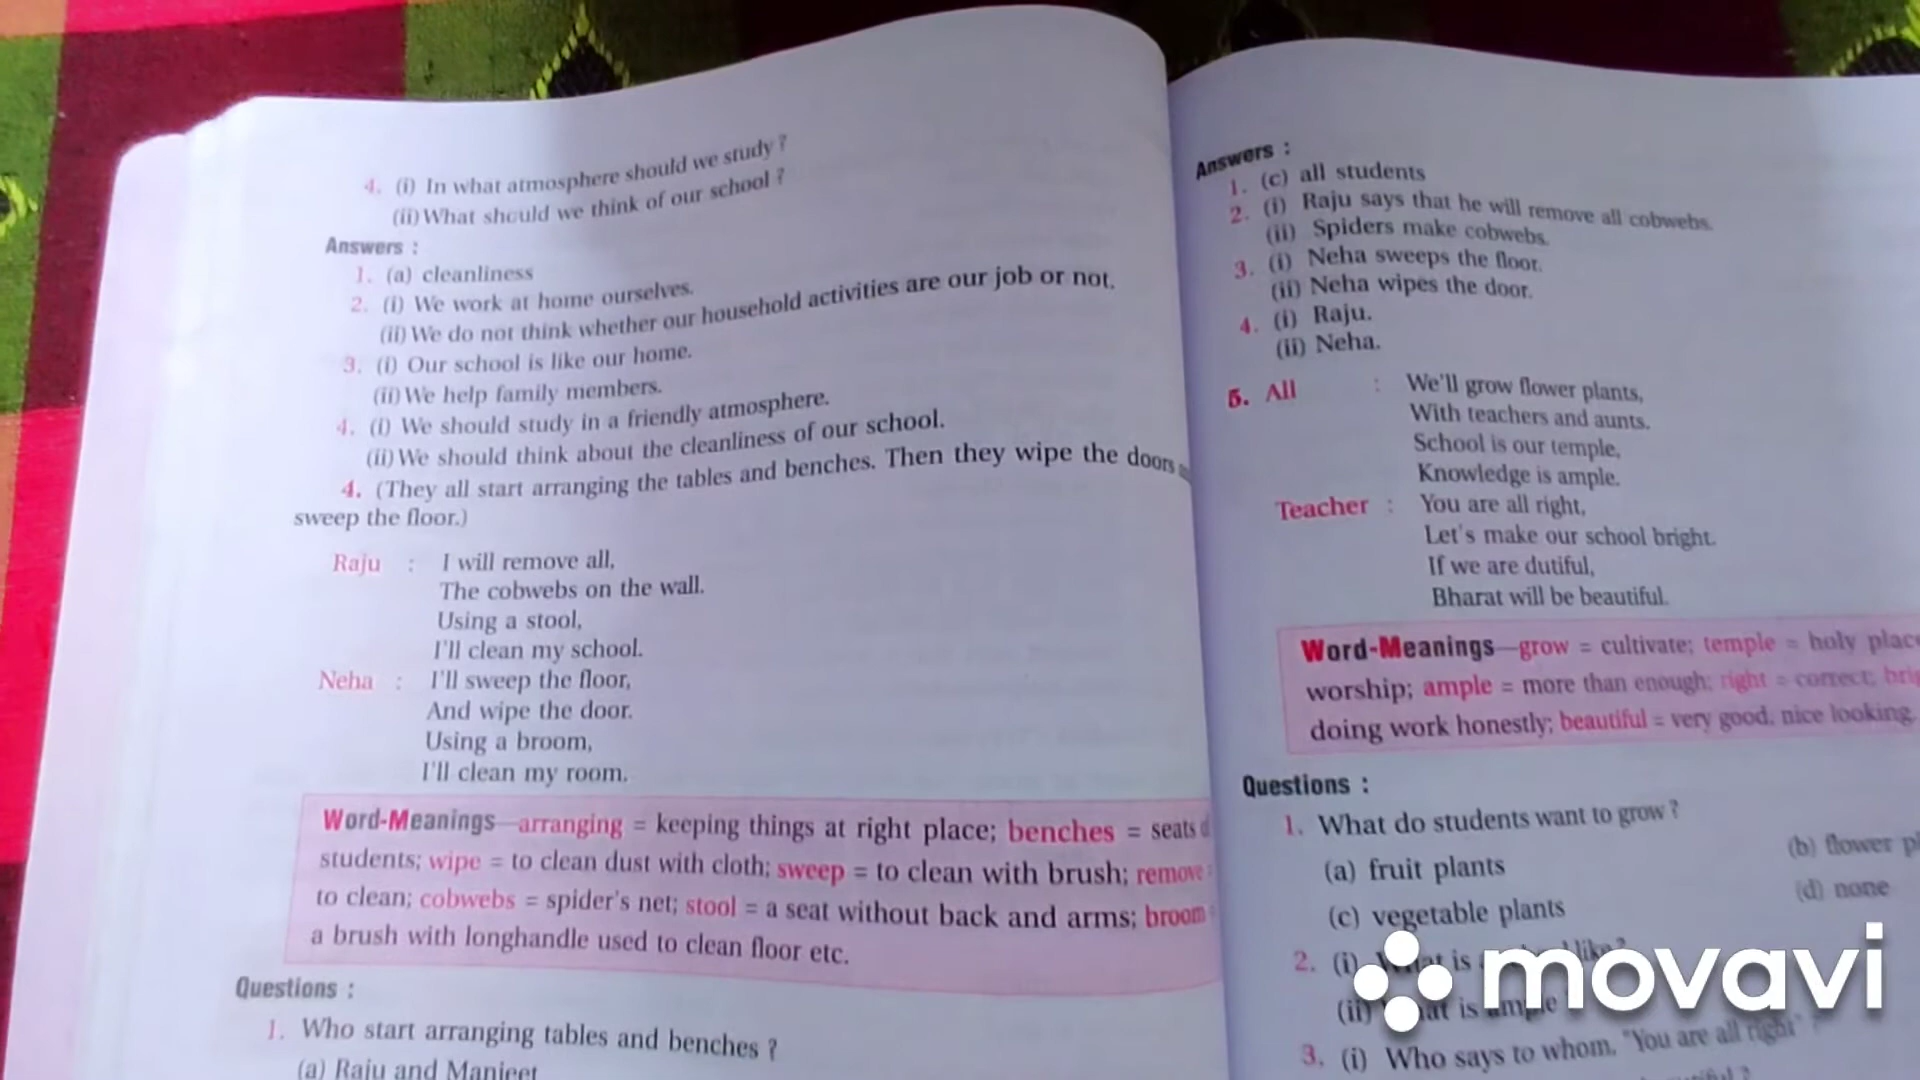 4. (i) In what atmosphere should we study ?
(ii) What should we think of our school ?
Answers :
1. (a) cleanliness
2. (i) We work at home ourselves.
(ii) We do not think whether our household activities are our job or not.
3. (i) Our school is like our home.
(ii) We help family members.
4. (i) We should study in a friendly atmosphere.
(ii) We should think about the cleanliness of our school.
4. (They all start arranging the tables and benches. Then they wipe the doors
sweep the floor.)
Raju : I will remove all,
The cobwebs on the wall.
Using a stool,
I'll clean my school.
Neha : I'll sweep the floor,
And wipe the door.
Using a broom,
I'll clean my room.
Word-Meanings—arranging = keeping things at right place; benches = seats
students; wipe = to clean dust with cloth; sweep = to clean with brush; remove =
to clean; cobwebs = spider's net; stool = a seat without back and arms; broom =
a brush with longhandle used to clean floor etc.
Questions :
1. Who start arranging tables and benches ?
(a) Raju and Manjeet
Answers :
1. (c) all students
2. (i) Raju says that he will remove all cobwebs.
(ii) Spiders make cobwebs.
3. (i) Neha sweeps the floor.
(ii) Neha wipes the door.
4. (i) Raju.
(ii) Neha.
5. All : We'll grow flower plants,
With teachers and aunts.
School is our temple,
Knowledge is ample.
Teacher : You are all right,
Let's make our school bright.
If we are dutiful,
Bharat will be beautiful.
Word-Meanings—grow = cultivate; temple = holy place
worship; ample = more than enough; right = correct;
doing work honestly; beautiful = very good, nice looking.
Questions :
1. What do students want to grow ?
(a) fruit plants (b) flower
(c) vegetable plants (d) none
2. (i) What is like ?
(ii) What is ample
movavi
3. (i) Who says to whom, "You are all right" ?